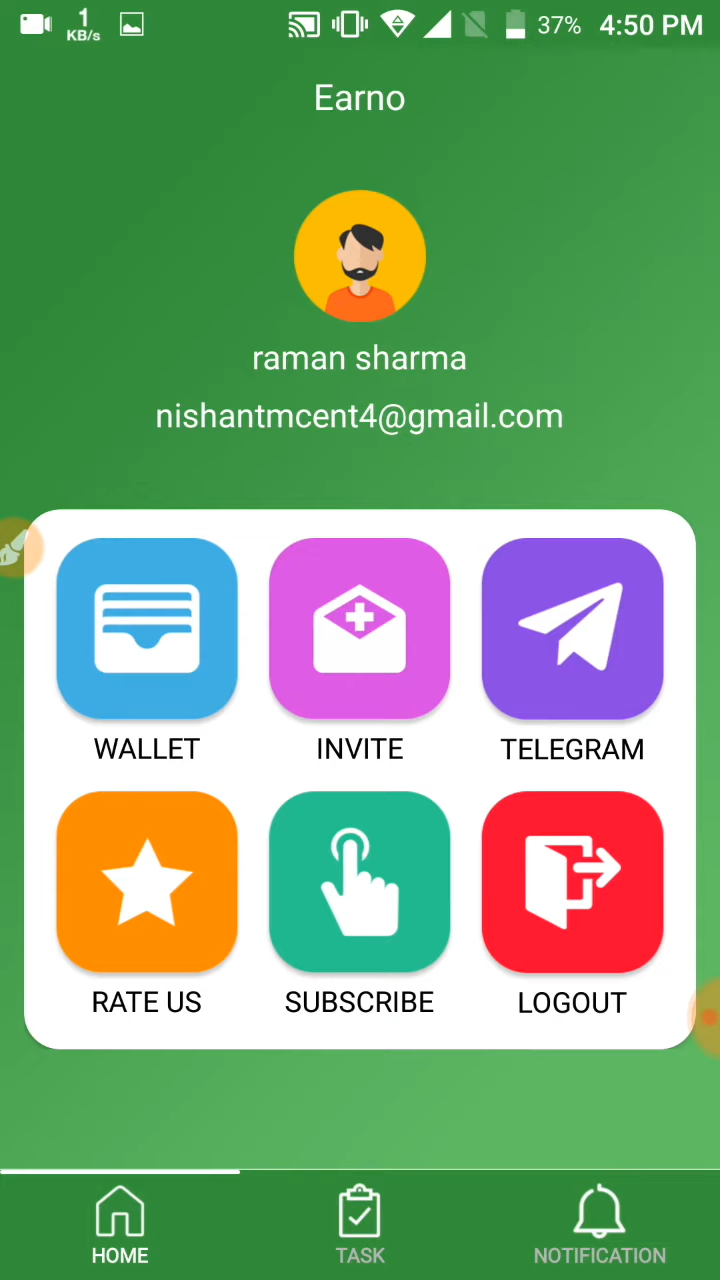 1
KB/s
37% 4:50 PM
Earno
raman sharma
nishantmcent4@gmail.com
WALLET INVITE TELEGRAM
RATE US SUBSCRIBE LOGOUT
HOME TASK NOTIFICATION